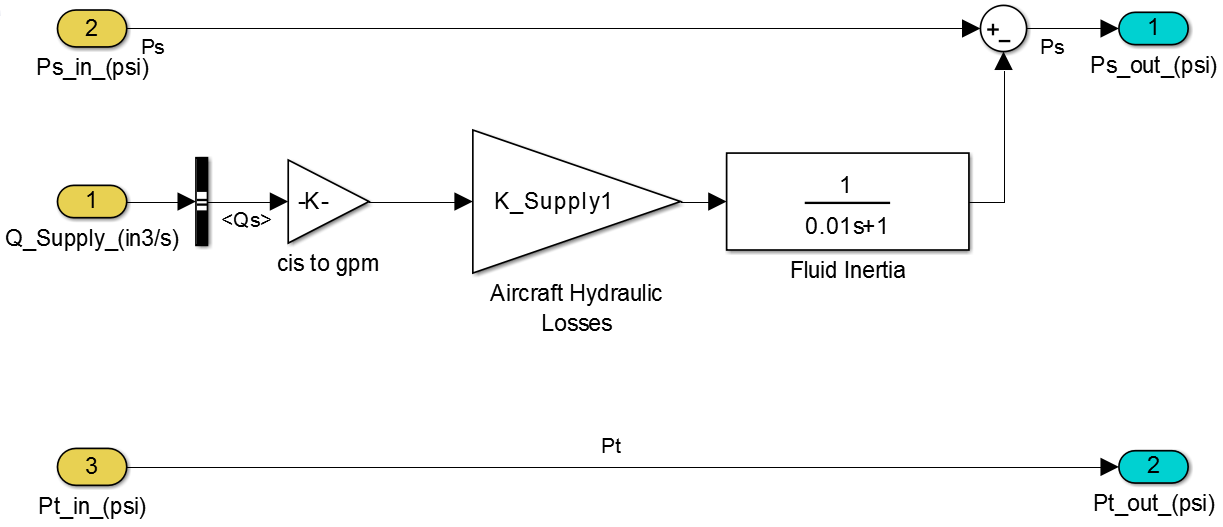 2
Ps
Ps_in_(psi)
+
−
Ps
1
Ps_out_(psi)
1
Q_Supply_(in3/s)
<Qs>
-K-
cis to gpm
K_Supply1
Aircraft Hydraulic
Losses
1
0.01s+1
Fluid Inertia
3
Pt_in_(psi)
Pt
2
Pt_out_(psi)